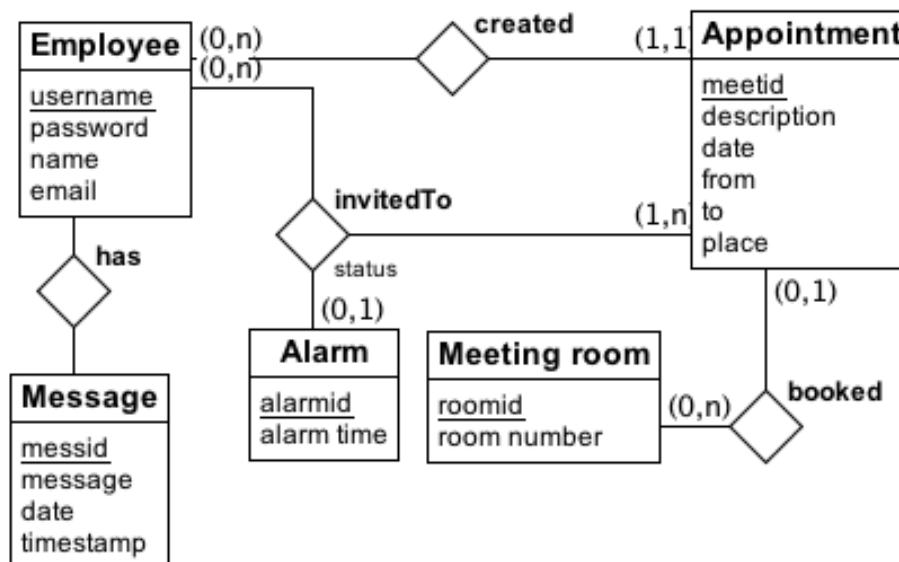 Employee
username
password
name
email
(0,n)
(0,n)
created
(1,1)
Appointment
meetid
description
date
from
to
place
invitedTo
status
(1,n)
(0,1)
has
(0,1)
Alarm
alarmid
alarm time
Meeting room
roomid
room number
(0,n)
booked
Message
messid
message
date
timestamp